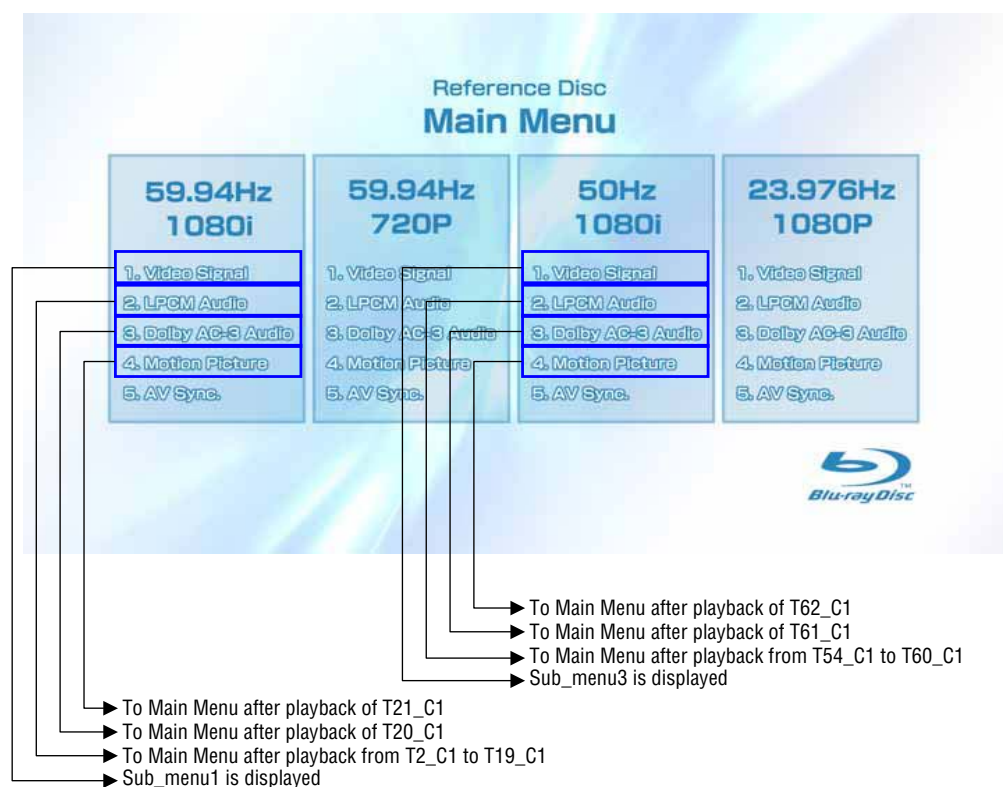 Reference Disc
Main Menu
59.94Hz
1080i
1. Video Signal
2. LPCM Audio
3. Dolby AC-3 Audio
4. Motion Picture
5. AV Sync.
59.94Hz
720P
1. Video Signal
2. LPCM Audio
3. Dolby AC-3 Audio
4. Motion Picture
5. AV Sync.
50Hz
1080i
1. Video Signal
2. LPCM Audio
3. Dolby AC-3 Audio
4. Motion Picture
5. AV Sync.
23.976Hz
1080P
1. Video Signal
2. LPCM Audio
3. Dolby AC-3 Audio
4. Motion Picture
5. AV Sync.
Blu-ray Disc™
To Main Menu after playback of T62_C1
To Main Menu after playback of T61_C1
To Main Menu after playback from T54_C1 to T60_C1
Sub_menu3 is displayed
To Main Menu after playback of T21_C1
To Main Menu after playback of T20_C1
To Main Menu after playback from T2_C1 to T19_C1
Sub_menu1 is displayed